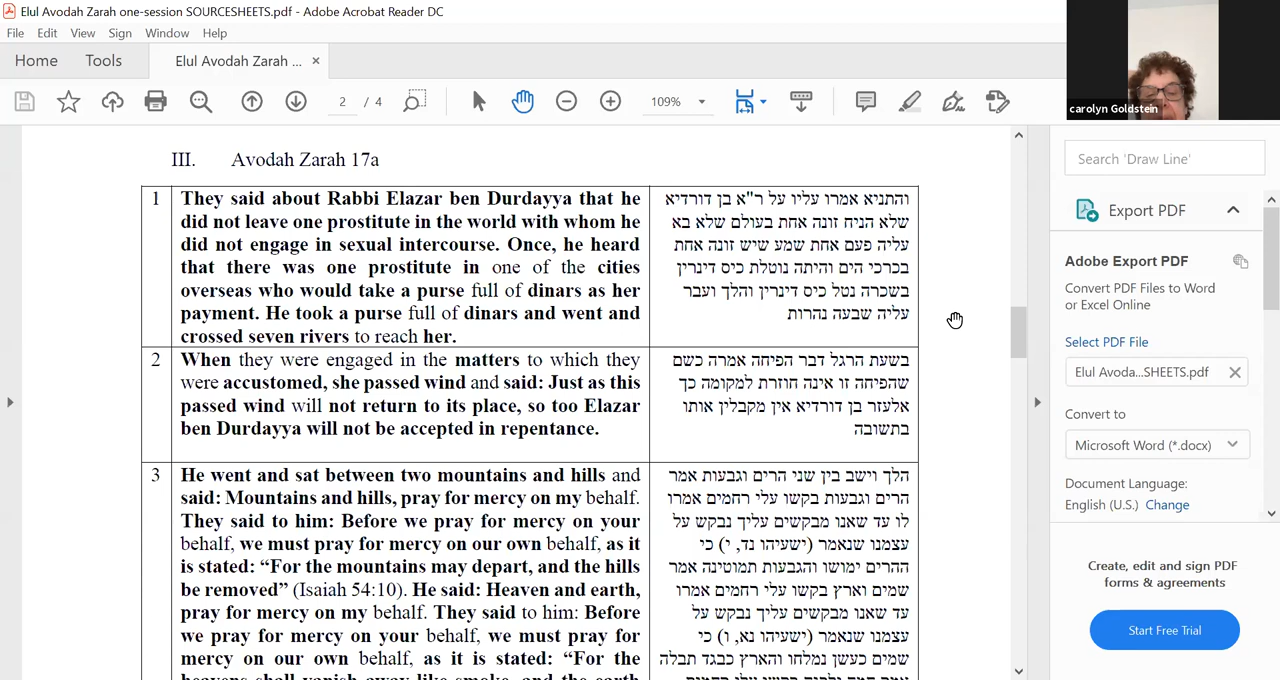 Elul Avodah Zarah one-session SOURCESHEETS.pdf - Adobe Acrobat Reader DC
File Edit View Sign Window Help
Home Tools Elul Avodah Zarah ... ×
2 / 4 109%
carolyn Goldstein
III. Avodah Zarah 17a
1
They said about Rabbi Elazar ben Durdayya that he
did not leave one prostitute in the world with whom he
did not engage in sexual intercourse. Once, he heard
that there was one prostitute in one of the cities
overseas who would take a purse full of dinars as her
payment. He took a purse full of dinars and went and
crossed seven rivers to reach her.
והתניא אמרו עליו על ר"א בן דורדיא
שלא הניח זונה אחת בעולם שלא בא
עליה פעם אחת שמע שיש זונה אחת
בכרכי הים והיתה נוטלת כיס דינרין
בשכרה נטל כיס דינרין והלך ועבר
עליה שבעה נהרות
2
When they were engaged in the matters to which they
were accustomed, she passed wind and said: Just as this
passed wind will not return to its place, so too Elazar
ben Durdayya will not be accepted in repentance.
בשעת הרגל דבר הפיחה אמרה כשם
שהפיחה זו אינה חוזרת למקומה כך
אלעזר בן דורדיא אין מקבלין אותו
בתשובה
3
He went and sat between two mountains and hills and
said: Mountains and hills, pray for mercy on my behalf.
They said to him: Before we pray for mercy on your
behalf, we must pray for mercy on our own behalf, as it
is stated: “For the mountains may depart, and the hills
be removed” (Isaiah 54:10). He said: Heaven and earth,
pray for mercy on my behalf. They said to him: Before
we pray for mercy on your behalf, we must pray for
mercy on our own behalf, as it is stated: “For the
heavens shall vanish away like smoke, and the earth
הלך וישב בין שני הרים וגבעות אמר
הרים וגבעות בקשו עלי רחמים אמרו
לו עד שאנו מבקשים עליך נבקש על
עצמנו שנאמר (ישעיהו נד, י) כי
ההרים ימושו והגבעות תמוטינה אמר
שמים וארץ בקשו עלי רחמים אמרו
עד שאנו מבקשים עליך נבקש על
עצמנו שנאמר (ישעיהו נא, ו) כי
שמים כעשן נמלחו והארץ כבגד תבלה
Search 'Draw Line'
Export PDF
Adobe Export PDF
Convert PDF Files to Word
or Excel Online
Select PDF File
Elul Avoda...SHEETS.pdf ×
Convert to
Microsoft Word (*.docx)
Document Language:
English (U.S.) Change
Create, edit and sign PDF
forms & agreements
Start Free Trial